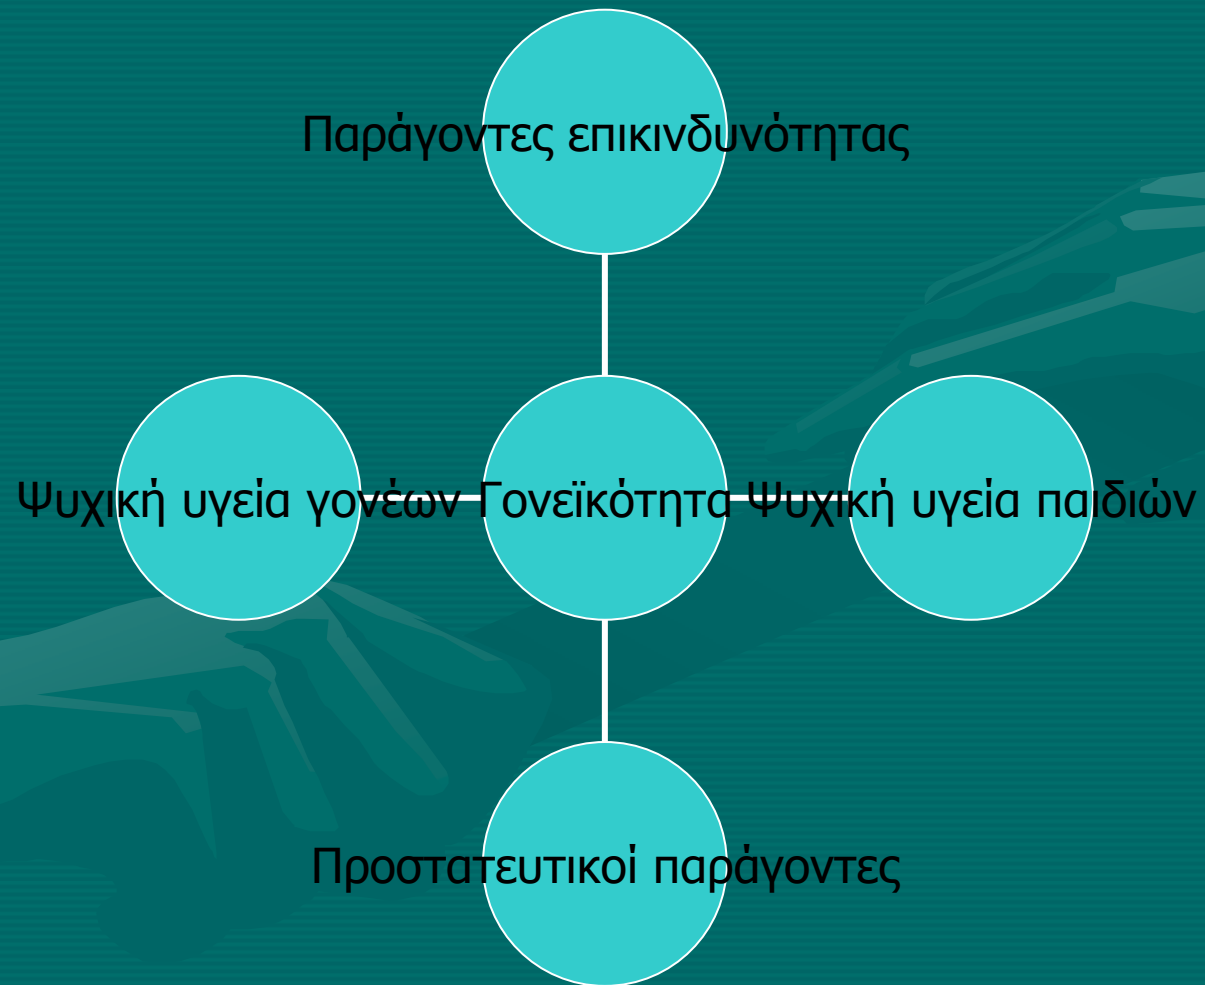 Παράγοντες επικινδυνότητας
Ψυχική υγεία γονέων
Γονεϊκότητα
Ψυχική υγεία παιδιών
Προστατευτικοί παράγοντες